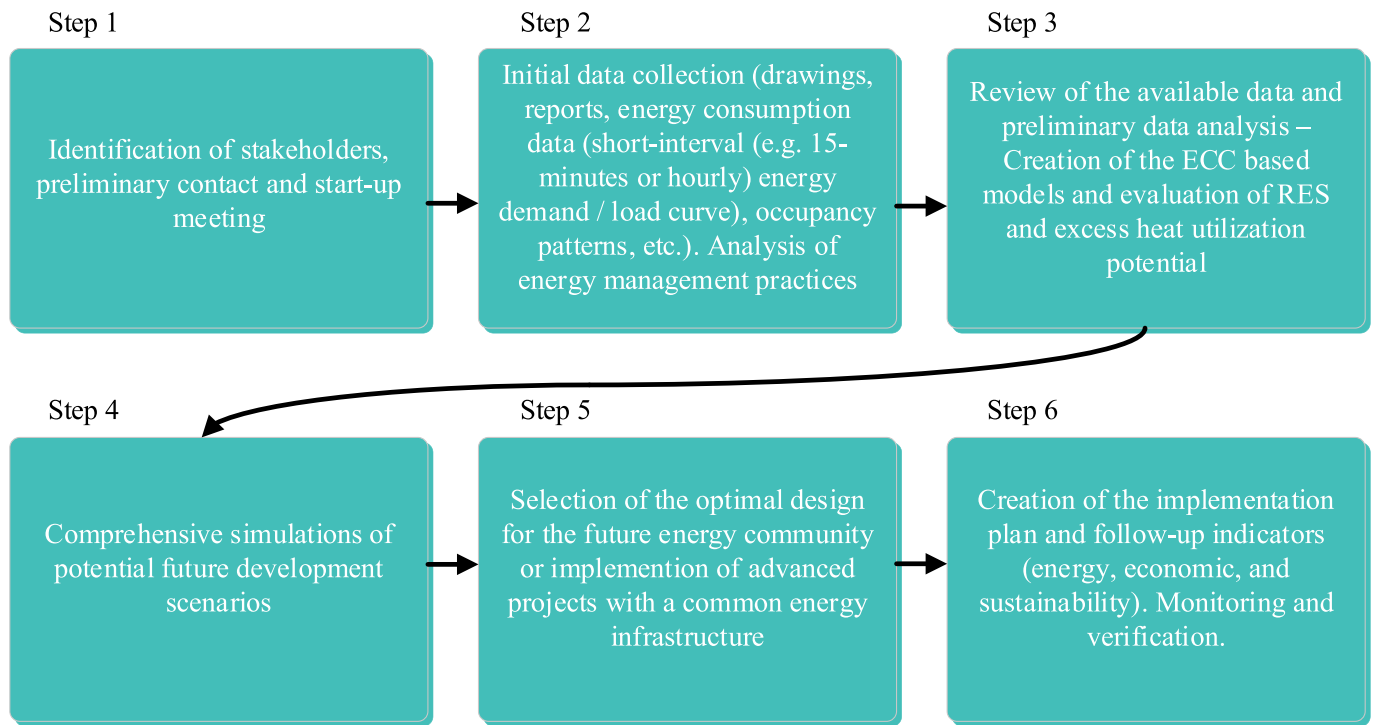 Step 1
Identification of stakeholders,
preliminary contact and start-up
meeting
Step 2
Initial data collection (drawings,
reports, energy consumption
data (short-interval (e.g. 15-
minutes or hourly) energy
demand / load curve), occupancy
patterns, etc.). Analysis of
energy management practices
Step 3
Review of the available data and
preliminary data analysis –
Creation of the ECC based
models and evaluation of RES
and excess heat utilization
potential
Step 4
Comprehensive simulations of
potential future development
scenarios
Step 5
Selection of the optimal design
for the future energy community
or implemention of advanced
projects with a common energy
infrastructure
Step 6
Creation of the implementation
plan and follow-up indicators
(energy, economic, and
sustainability). Monitoring and
verification.